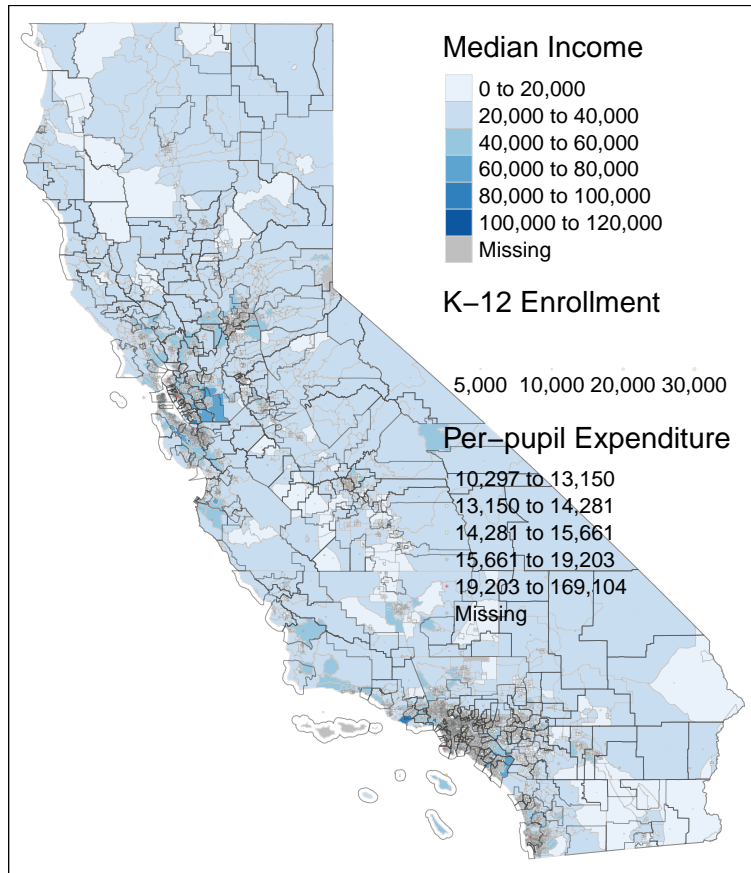 Median Income
0 to 20,000
20,000 to 40,000
40,000 to 60,000
60,000 to 80,000
80,000 to 100,000
100,000 to 120,000
Missing
K−12 Enrollment
5,000 10,000 20,000 30,000
Per−pupil Expenditure
10,297 to 13,150
13,150 to 14,281
14,281 to 15,661
15,661 to 19,203
19,203 to 169,104
Missing